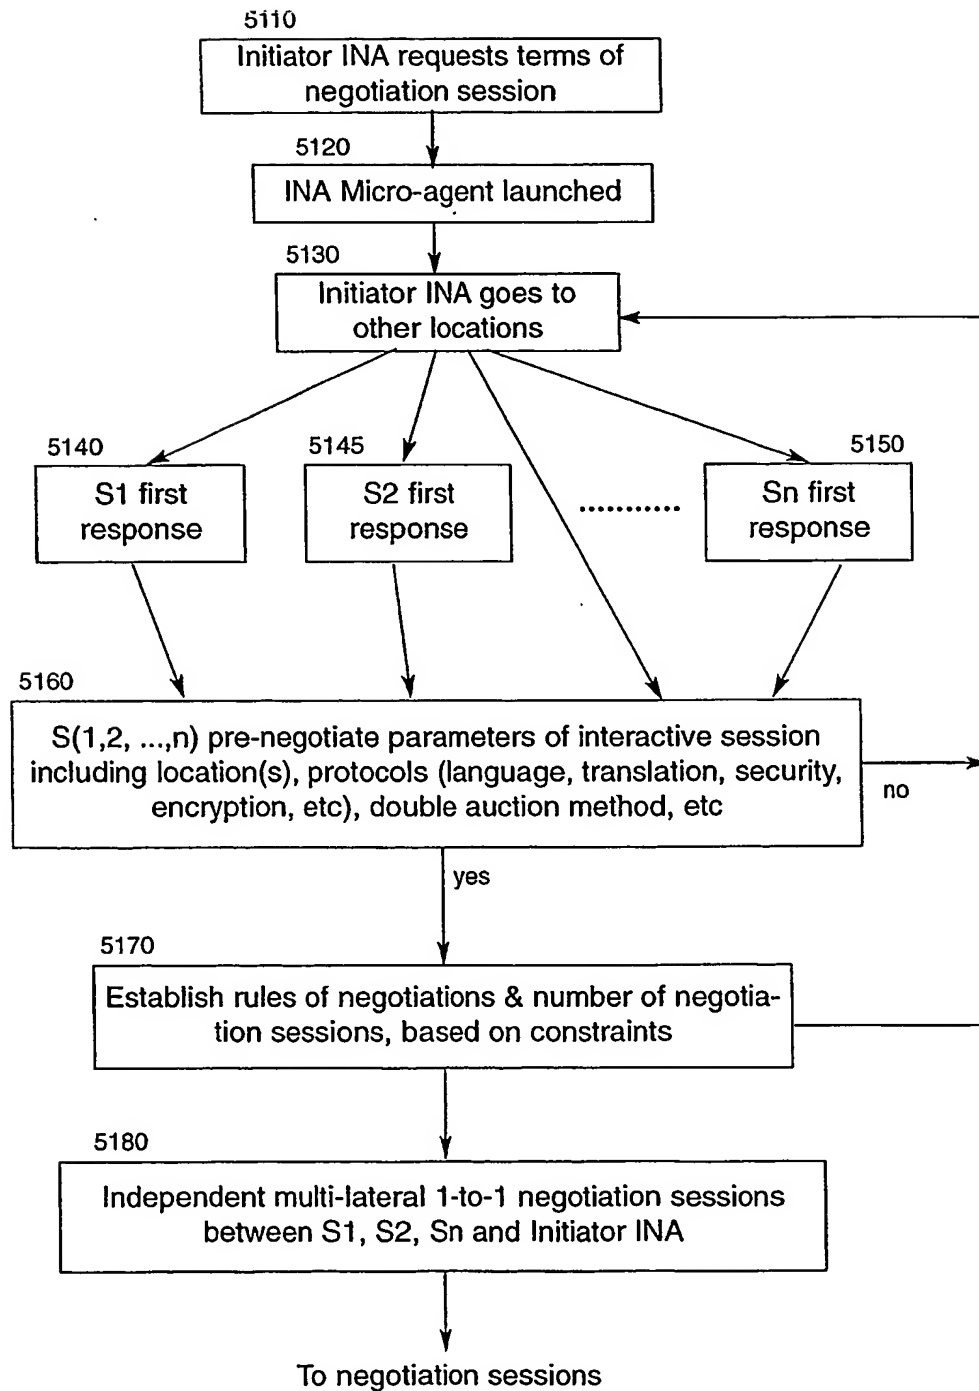 5110
Initiator INA requests terms of
negotiation session
5120
INA Micro-agent launched
5130
Initiator INA goes to
other locations
5140
S1 first
response
5145
S2 first
response
............
5150
Sn first
response
5160
S(1,2, ...,n) pre-negotiate parameters of interactive session
including location(s), protocols (language, translation, security,
encryption, etc), double auction method, etc
no
yes
5170
Establish rules of negotiations & number of negotia-
tion sessions, based on constraints
5180
Independent multi-lateral 1-to-1 negotiation sessions
between S1, S2, Sn and Initiator INA
To negotiation sessions